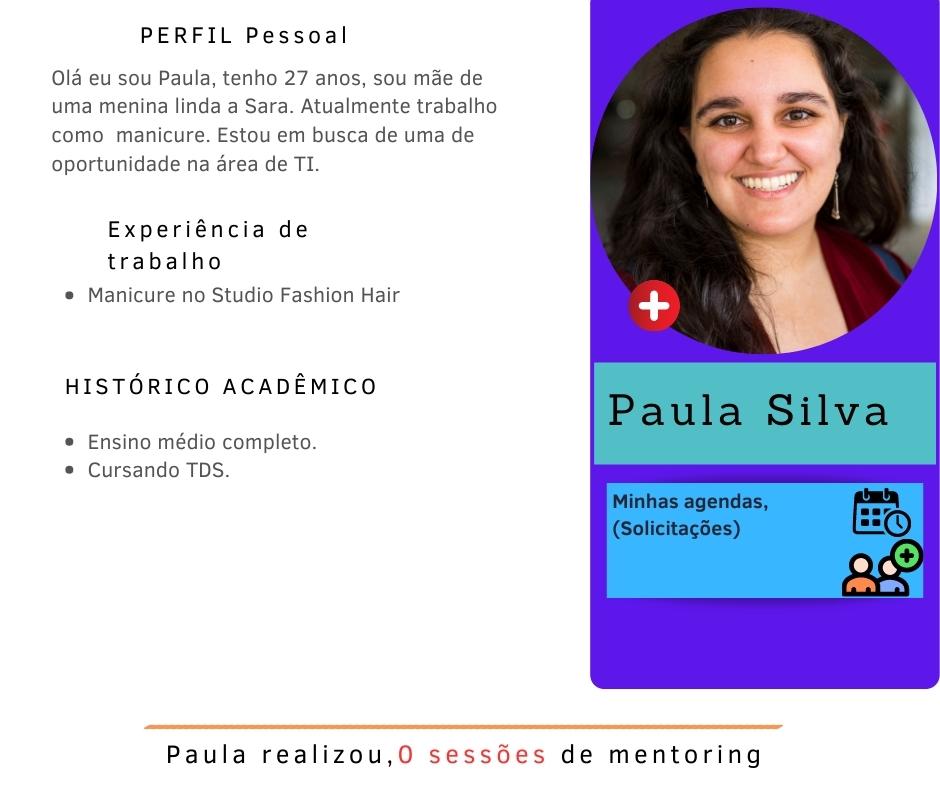 PERFIL Pessoal
Olá eu sou Paula, tenho 27 anos, sou mãe de
uma menina linda a Sara. Atualmente trabalho
como  manicure. Estou em busca de uma de
oportunidade na área de TI.
Experiência de
trabalho
Manicure no Studio Fashion Hair
HISTÓRICO ACADÊMICO
Ensino médio completo.
Cursando TDS.
Paula Silva
Minhas agendas,
(Solicitações)
Paula realizou,0 sessões de mentoring